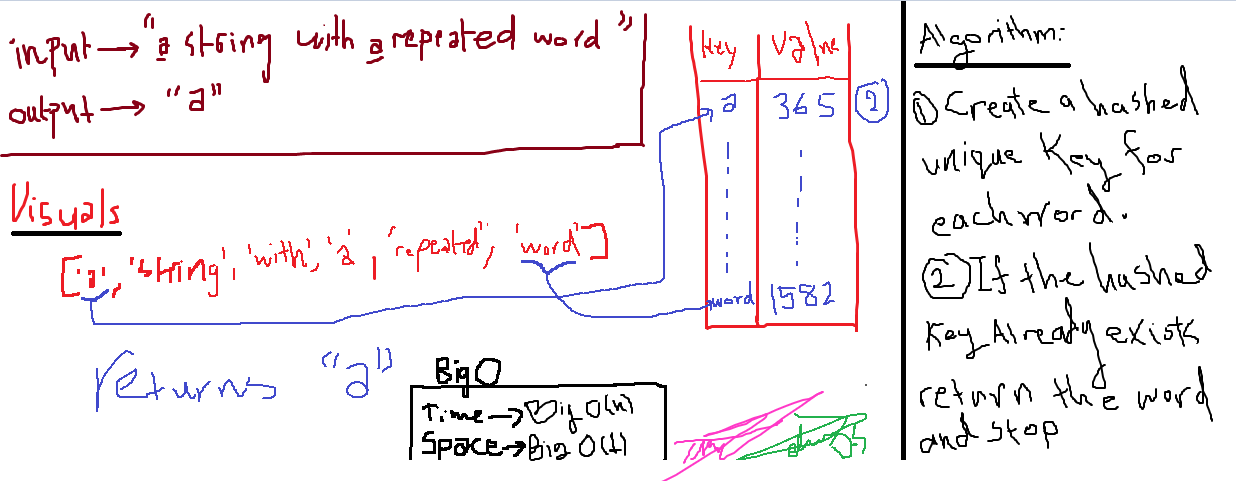 input → "a string with a repeated word"
output → "a"
Visuals
['a', 'string', 'with', 'a', 'repeated', 'word']
returns "a"
Key Value
a 365 2
word 1582
Big O
Time → Big O(n)
Space → Big O(1)
Algorithm:
① Create a hashed
unique Key for
each word.
② If the hashed
Key Already exists
return the word
and stop